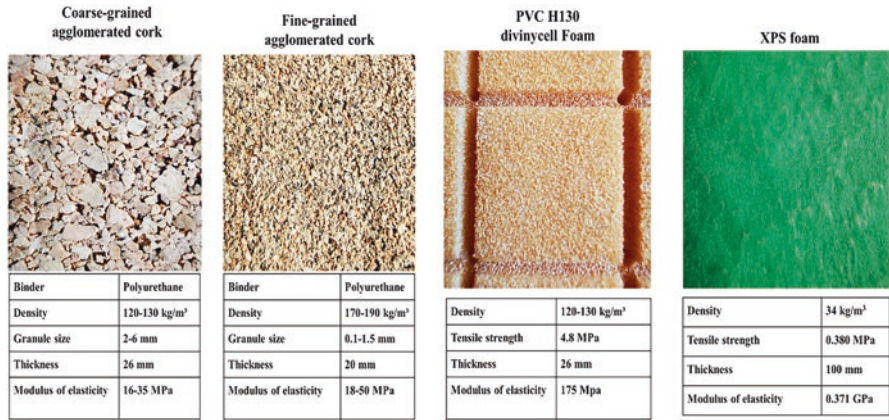 Coarse-grained
agglomerated cork
Fine-grained
agglomerated cork
PVC H130
divinycell Foam
XPS foam
Binder Polyurethane
Density 120-130 kg/m³
Granule size 2-6 mm
Thickness 26 mm
Modulus of elasticity 16-35 MPa
Binder Polyurethane
Density 170-190 kg/m³
Granule size 0.1-1.5 mm
Thickness 20 mm
Modulus of elasticity 18-50 MPa
Density 120-130 kg/m³
Tensile strength 4.8 MPa
Thickness 26 mm
Modulus of elasticity 175 Mpa
Density 34 kg/m³
Tensile strength 0.380 MPa
Thickness 100 mm
Modulus of elasticity 0.371 GPa